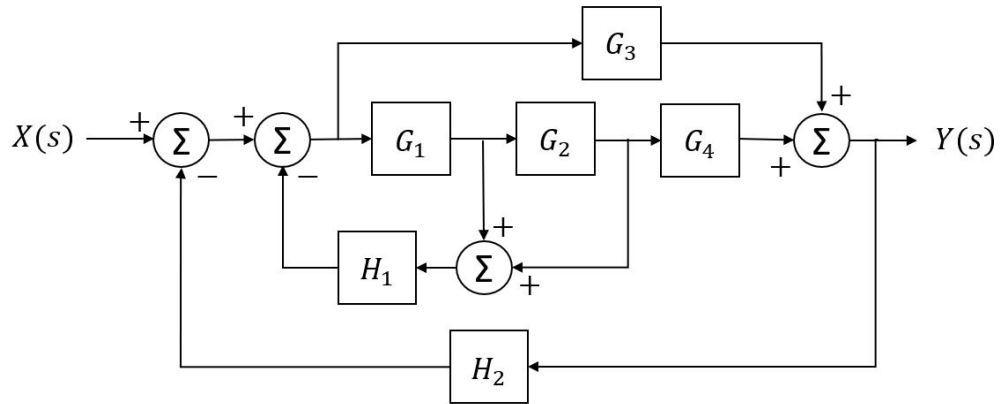 G₃
+
X(s) + Σ + Σ G₁ G₂ G₄ Σ Y(s)
− − +
+
H₁ Σ +
H₂